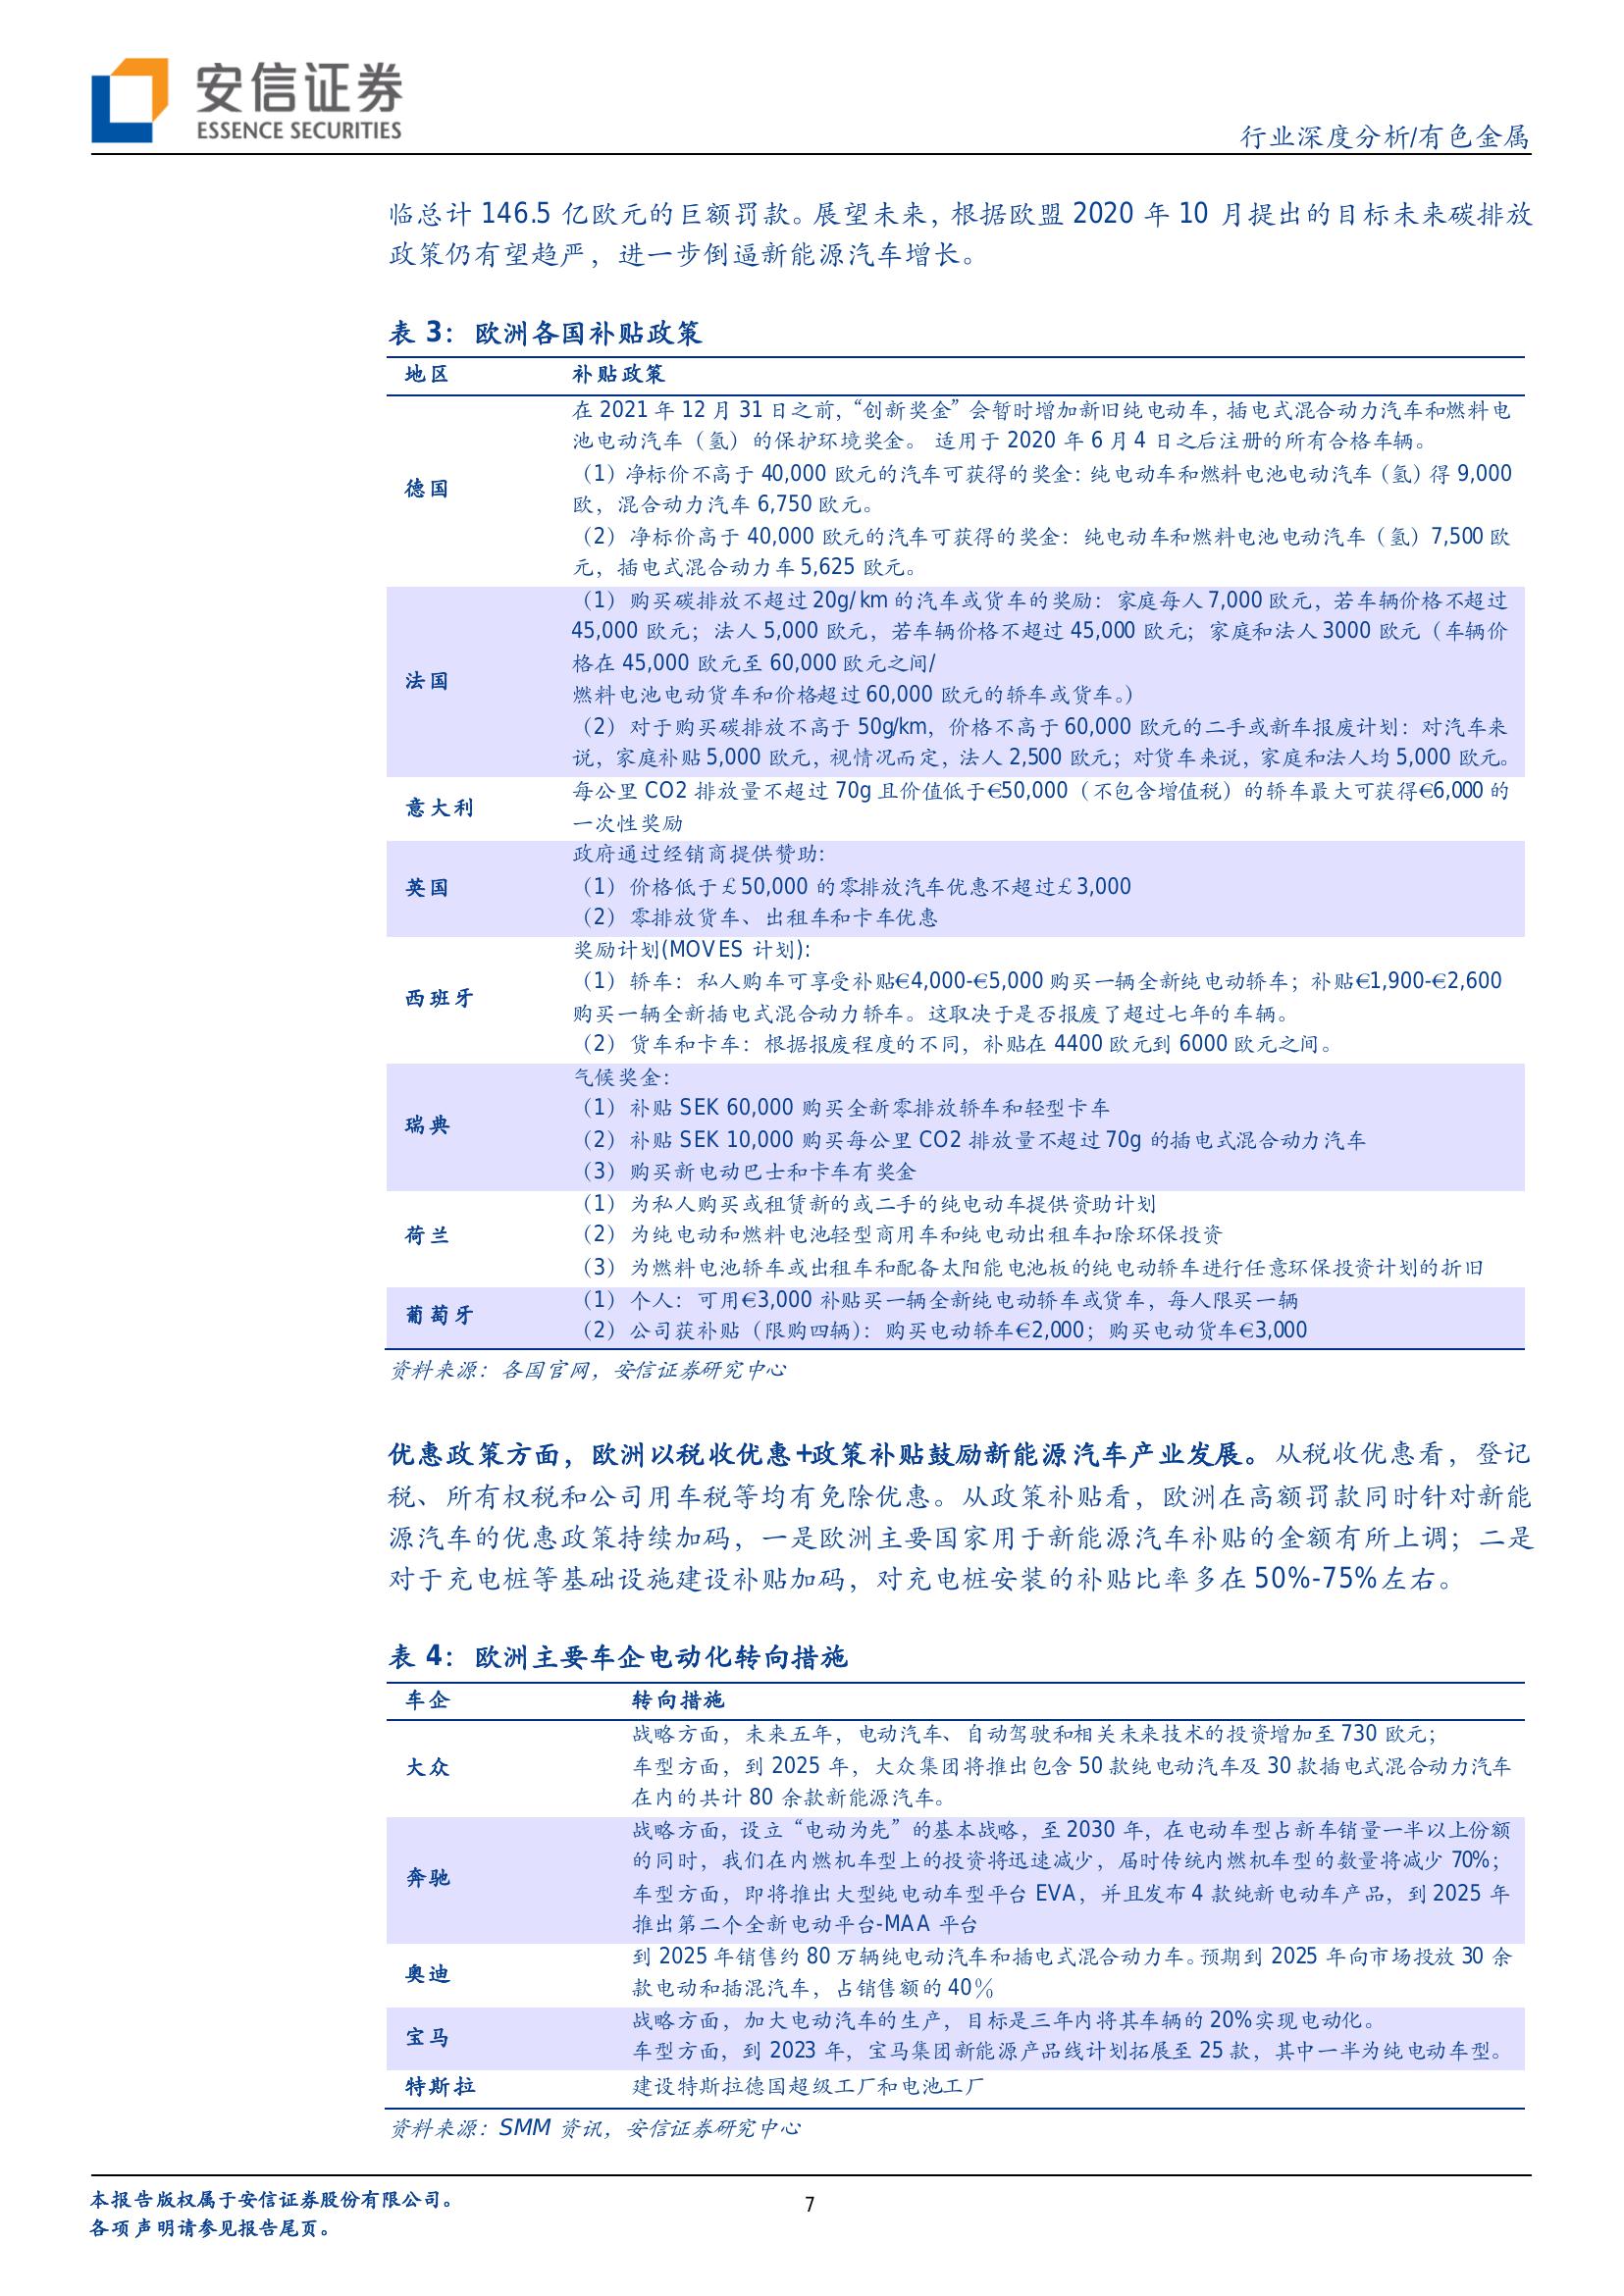 安信证券
ESSENCE SECURITIES
行业深度分析/有色金属
临总计 146.5 亿欧元的巨额罚款。展望未来，根据欧盟 2020 年 10 月提出的目标未来碳排放
政策仍有望趋严，进一步倒逼新能源汽车增长。
表 3：欧洲各国补贴政策
地区 补贴政策
德国
在 2021 年 12 月 31 日之前，“创新奖金”会暂时增加新旧纯电动车，插电式混合动力汽车和燃料电
池电动汽车（氢）的保护环境奖金。 适用于 2020 年 6 月 4 日之后注册的所有合格车辆。
（1）净标价不高于 40,000 欧元的汽车可获得的奖金：纯电动车和燃料电池电动汽车（氢）得 9,000
欧，混合动力汽车 6,750 欧元。
（2）净标价高于 40,000 欧元的汽车可获得的奖金：纯电动车和燃料电池电动汽车（氢）7,500 欧
元，插电式混合动力车 5,625 欧元。
法国
（1）购买碳排放不超过 20g/km 的汽车或货车的奖励：家庭每人 7,000 欧元，若车辆价格不超过
45,000 欧元；法人 5,000 欧元，若车辆价格不超过 45,000 欧元；家庭和法人 3000 欧元（车辆价
格在 45,000 欧元至 60,000 欧元之间/
燃料电池电动货车和价格超过 60,000 欧元的轿车或货车。）
（2）对于购买碳排放不高于 50g/km，价格不高于 60,000 欧元的二手或新车报废计划：对汽车来
说，家庭补贴 5,000 欧元，视情况而定，法人 2,500 欧元；对货车来说，家庭和法人均 5,000 欧元。
意大利
每公里 CO2 排放量不超过 70g 且价值低于€50,000（不包含增值税）的轿车最大可获得€6,000 的
一次性奖励
英国
政府通过经销商提供赞助:
（1）价格低于￡50,000 的零排放汽车优惠不超过￡3,000
（2）零排放货车、出租车和卡车优惠
西班牙
奖励计划(MOVES 计划):
（1）轿车：私人购车可享受补贴€4,000-€5,000 购买一辆全新纯电动轿车；补贴€1,900-€2,600
购买一辆全新插电式混合动力轿车。这取决于是否报废了超过七年的车辆。
（2）货车和卡车：根据报废程度的不同，补贴在 4400 欧元到 6000 欧元之间。
瑞典
气候奖金:
（1）补贴 SEK 60,000 购买全新零排放轿车和轻型卡车
（2）补贴 SEK 10,000 购买每公里 CO2 排放量不超过 70g 的插电式混合动力汽车
（3）购买新电动巴士和卡车有奖金
荷兰
（1）为私人购买或租赁新的或二手的纯电动车提供资助计划
（2）为纯电动和燃料电池轻型商用车和纯电动出租车扣除环保投资
（3）为燃料电池轿车或出租车和配备太阳能电池板的纯电动轿车进行任意环保投资计划的折旧
葡萄牙
（1）个人：可用€3,000 补贴买一辆全新纯电动轿车或货车，每人限买一辆
（2）公司获补贴（限购四辆）：购买电动轿车€2,000；购买电动货车€3,000
资料来源：各国官网，安信证券研究中心
优惠政策方面，欧洲以税收优惠+政策补贴鼓励新能源汽车产业发展。从税收优惠看，登记
税、所有权税和公司用车税等均有免除优惠。从政策补贴看，欧洲在高额罚款同时针对新能
源汽车的优惠政策持续加码，一是欧洲主要国家用于新能源汽车补贴的金额有所上调；二是
对于充电桩等基础设施建设补贴加码，对充电桩安装的补贴比率多在 50%-75%左右。
表 4：欧洲主要车企电动化转向措施
车企 转向措施
大众
战略方面，未来五年，电动汽车、自动驾驶和相关未来技术的投资增加至 730 欧元；
车型方面，到 2025 年，大众集团将推出包含 50 款纯电动汽车及 30 款插电式混合动力汽车
在内的共计 80 余款新能源汽车。
奔驰
战略方面，设立“电动为先”的基本战略，至 2030 年，在电动车型占新车销量一半以上份额
的同时，我们在内燃机车型上的投资将迅速减少，届时传统内燃机车型的数量将减少 70%；
车型方面，即将推出大型纯电动车型平台 EVA，并且发布 4 款纯新电动车产品，到 2025 年
推出第二个全新电动平台-MAA 平台
奥迪
到 2025 年销售约 80 万辆纯电动汽车和插电式混合动力车。预期到 2025 年向市场投放 30 余
款电动和插混汽车，占销售额的 40％
宝马
战略方面，加大电动汽车的生产，目标是三年内将其车辆的 20%实现电动化。
车型方面，到 2023 年，宝马集团新能源产品线计划拓展至 25 款，其中一半为纯电动车型。
特斯拉 建设特斯拉德国超级工厂和电池工厂
资料来源：SMM 资讯，安信证券研究中心
本报告版权属于安信证券股份有限公司。
各项声明请参见报告尾页。
7